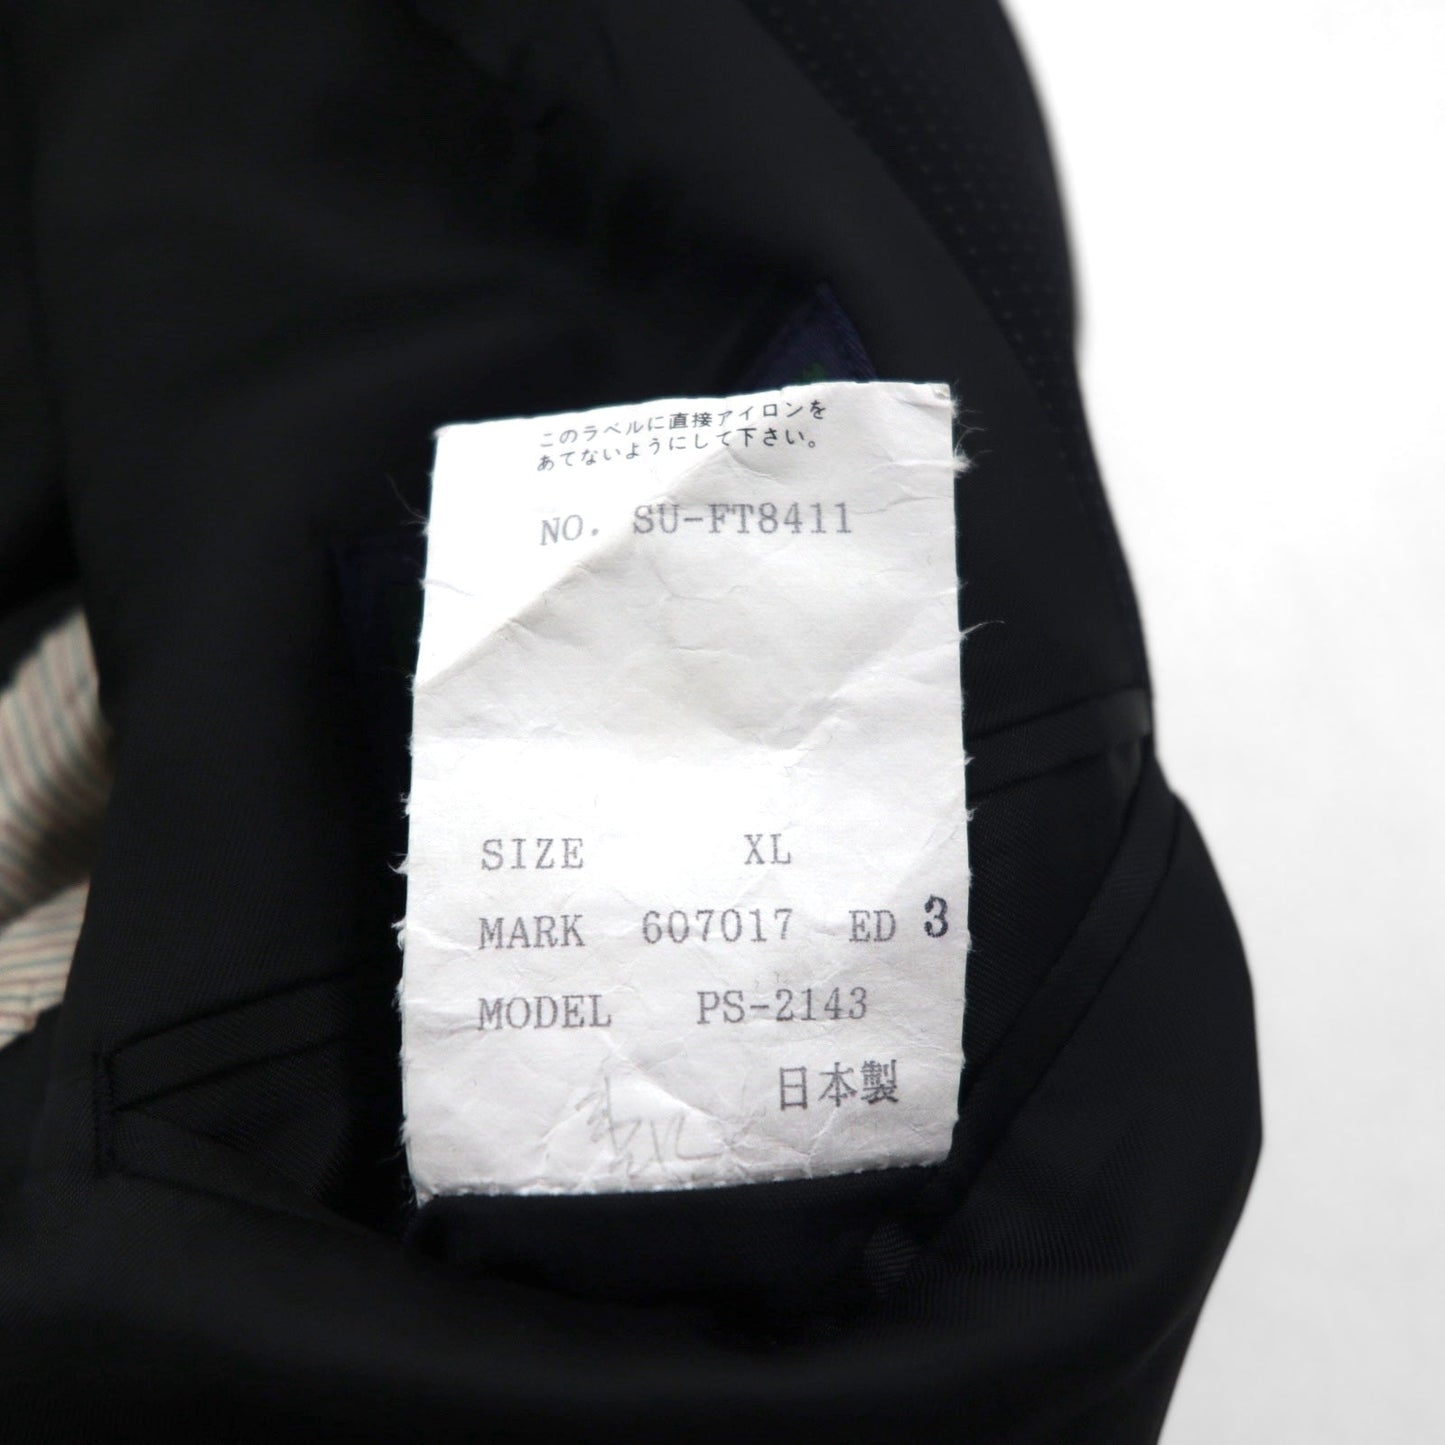 このラベルに直接アイロンを
あてないようにして下さい。
NO. SU-FT8411
SIZE XL
MARK 607017 ED 3
MODEL PS-2143
日本製